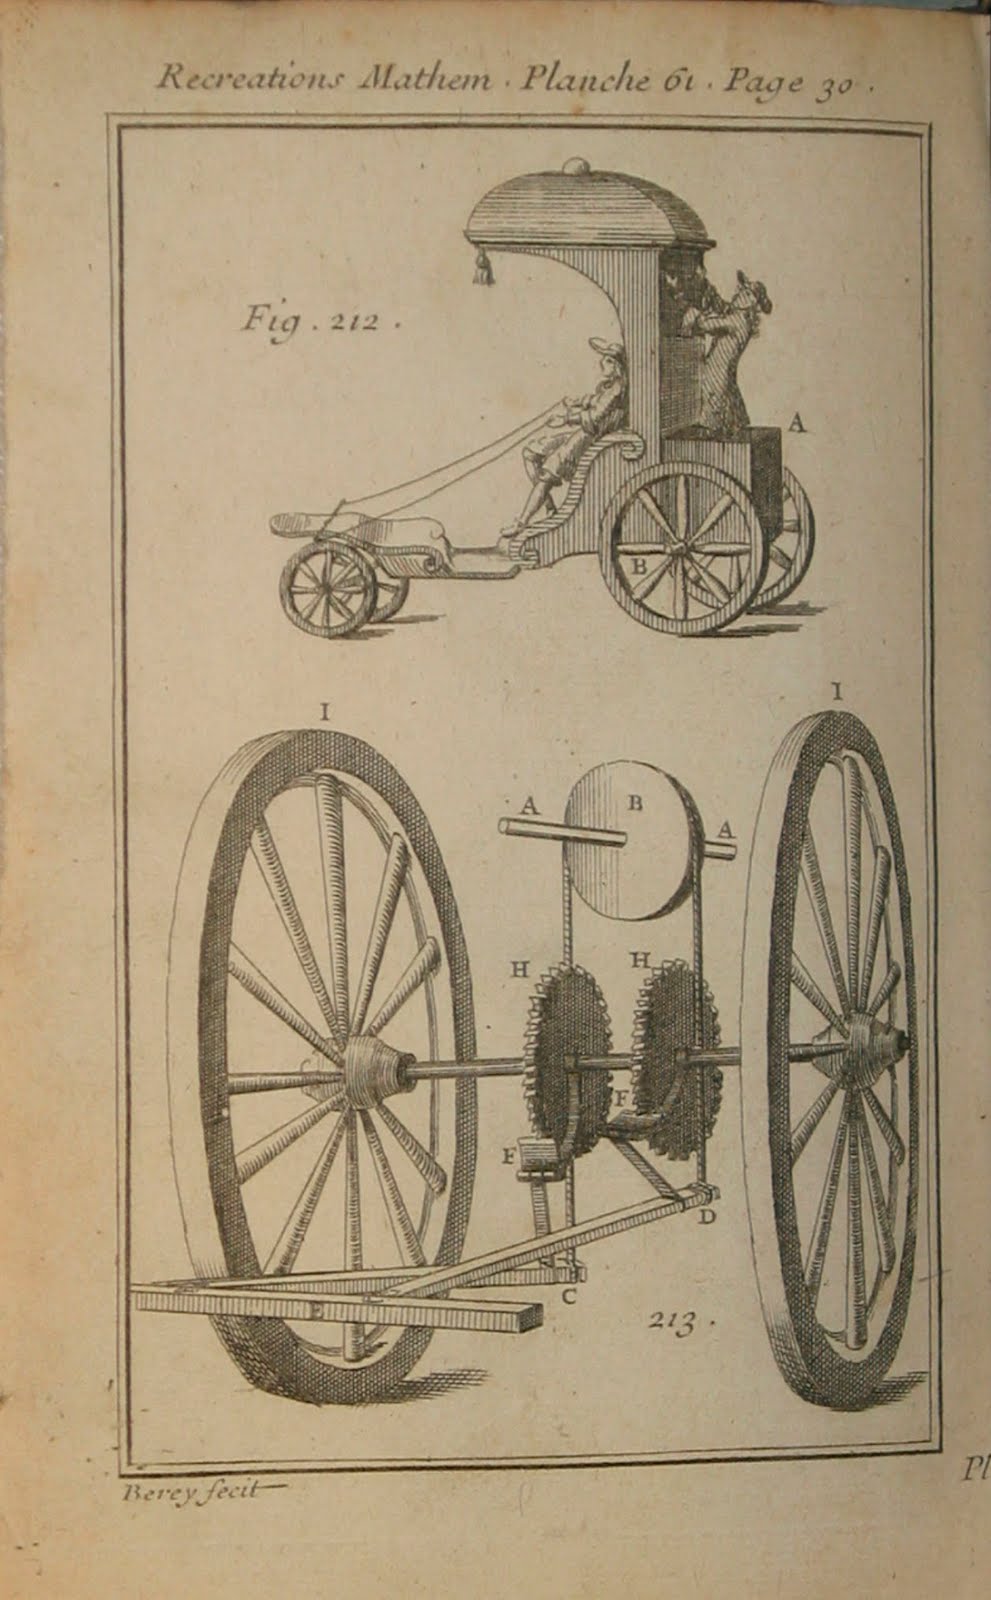 Recreations Mathem . Planche 61 . Page 30 .
Fig . 212 .
A
B
I
I
A
B
A
H
H
F
F
D
C
E
213 .
Berey fecit
Pl